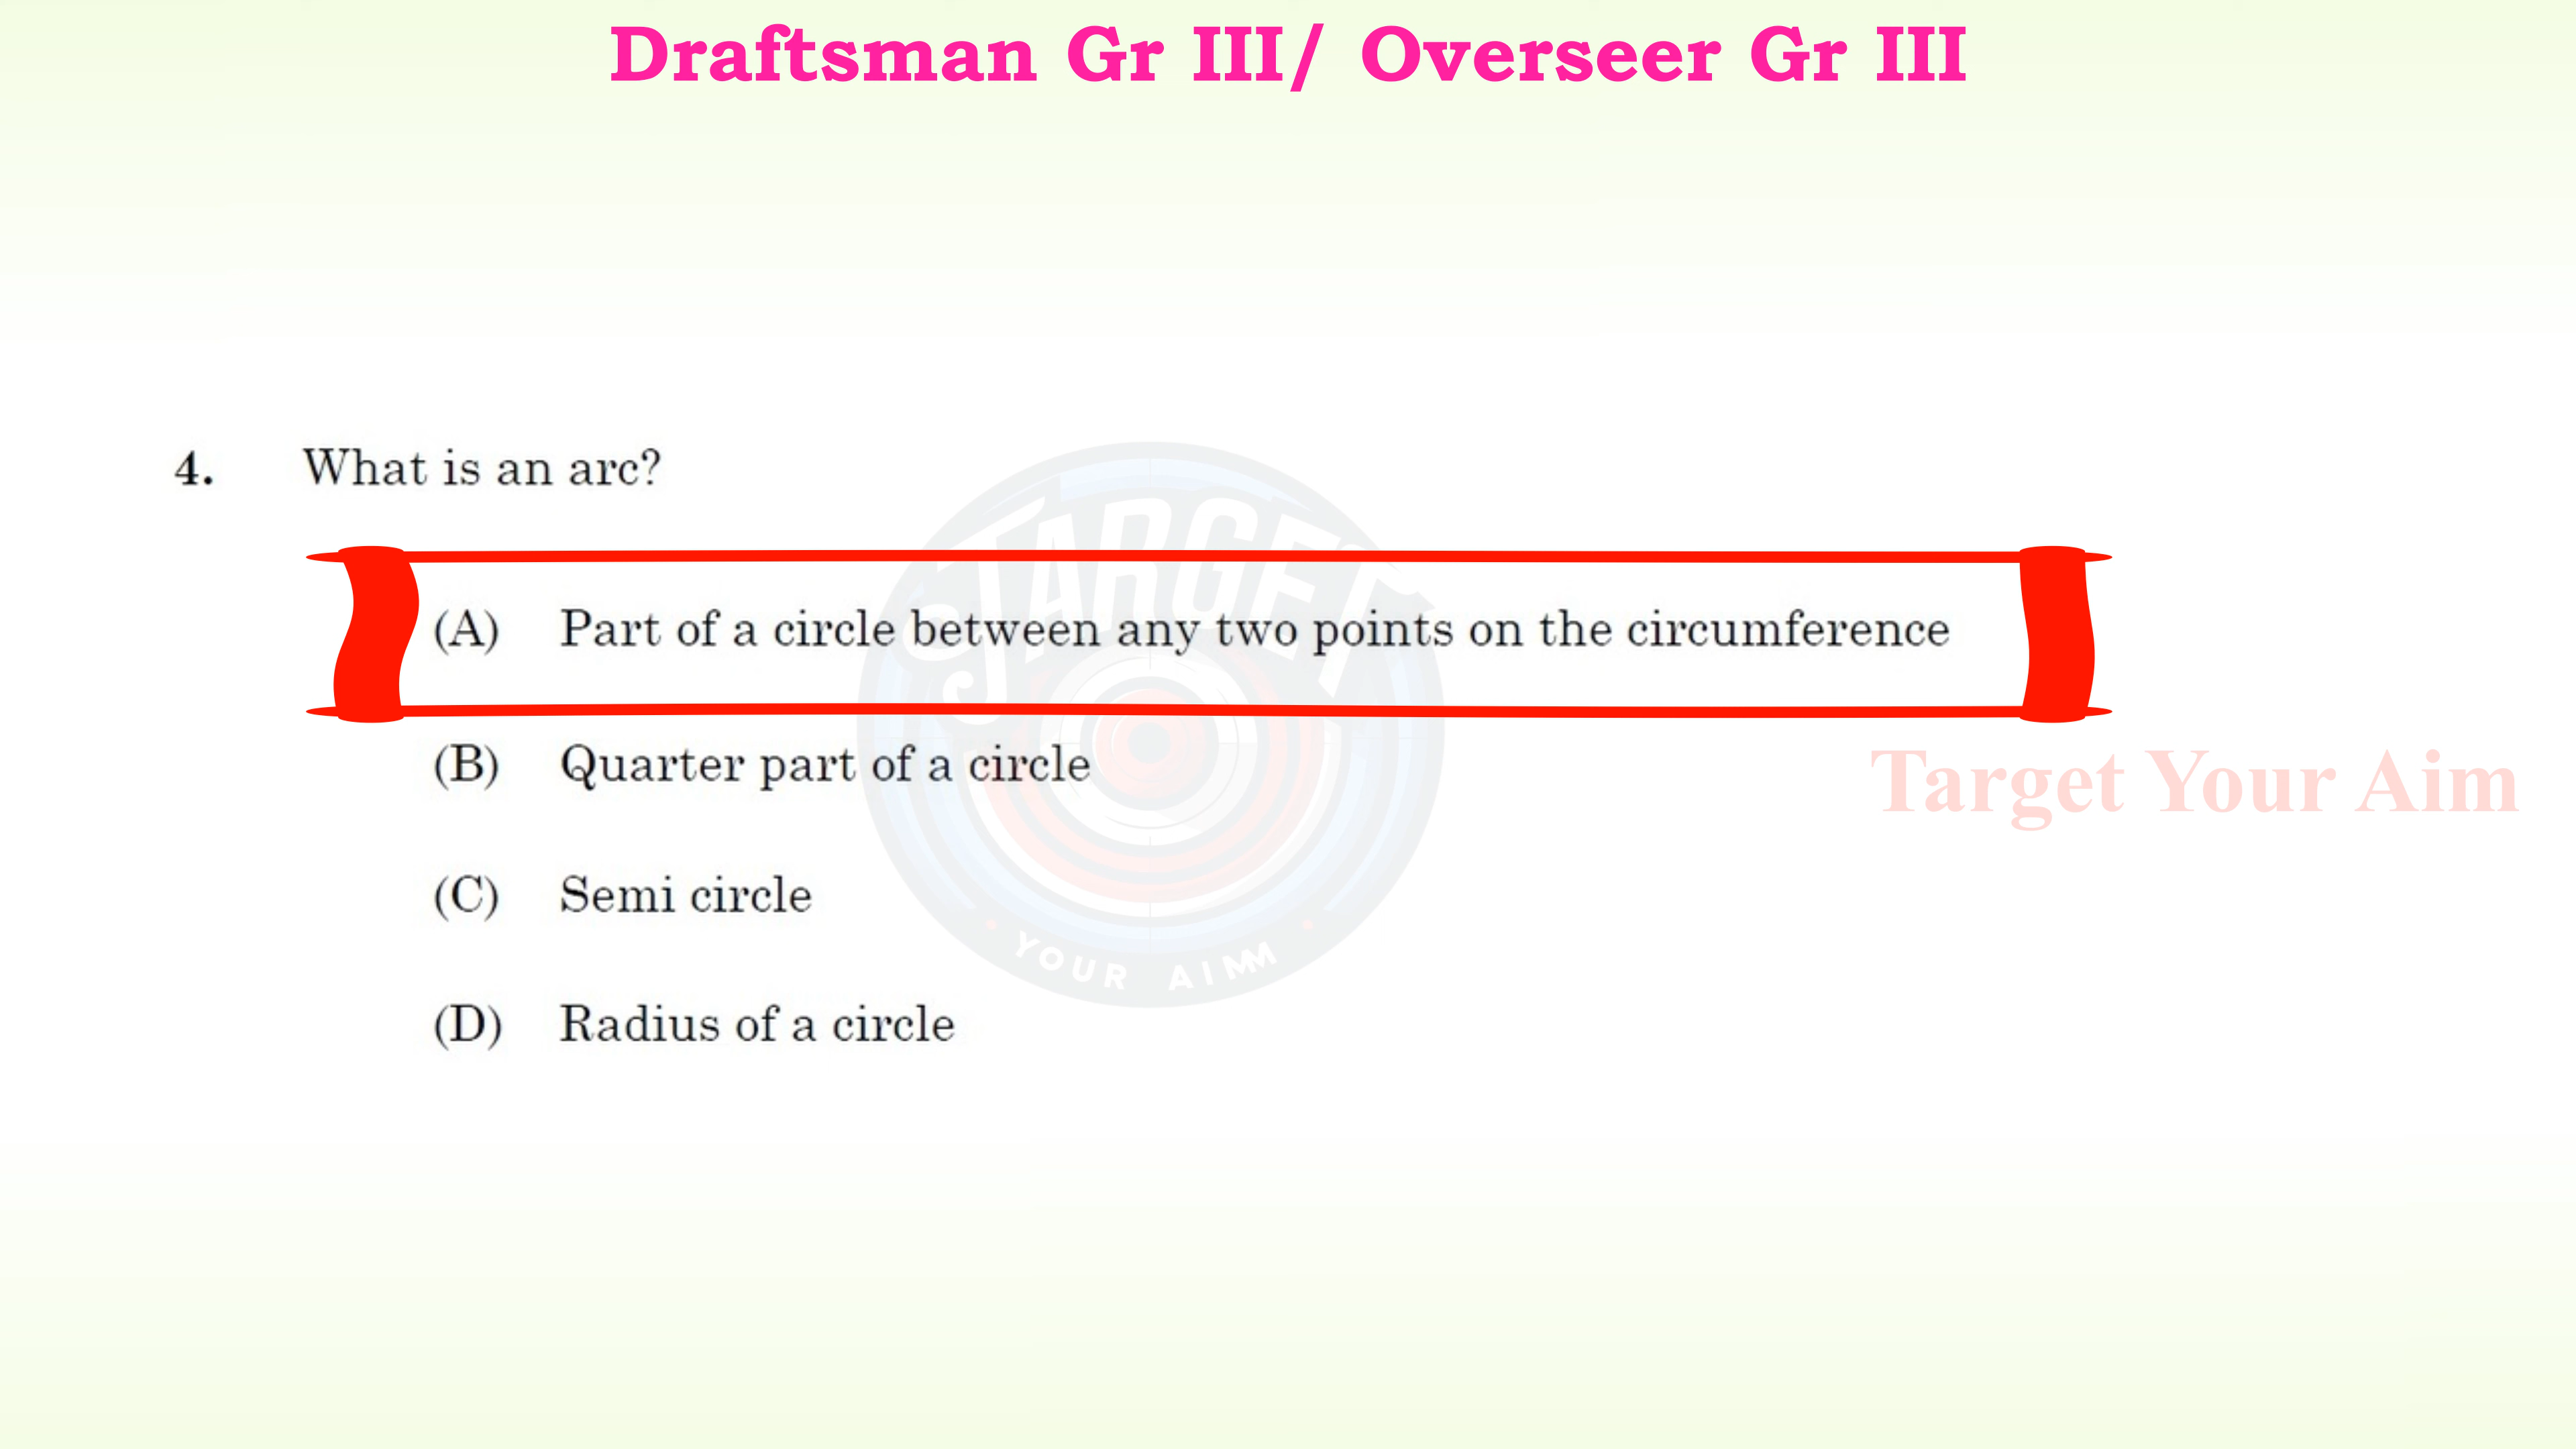 Draftsman Gr III/ Overseer Gr III
4. What is an arc?
(A) Part of a circle between any two points on the circumference
(B) Quarter part of a circle
(C) Semi circle
(D) Radius of a circle
Target Your Aim
TARGET
YOUR AIM